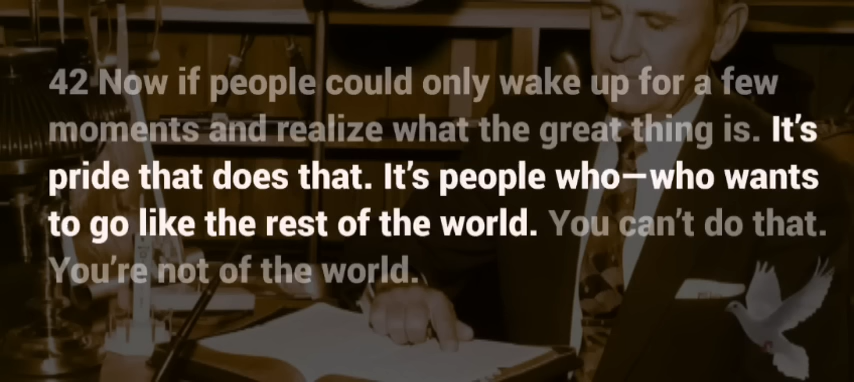 42 Now if people could only wake up for a few
moments and realize what the great thing is. It's
pride that does that. It's people who—who wants
to go like the rest of the world. You can't do that.
You're not of the world.